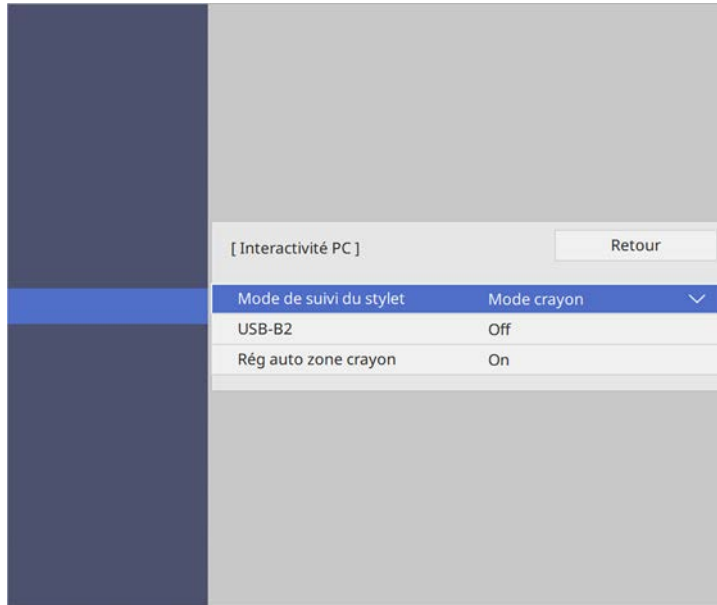 [ Interactivité PC ]
Retour
Mode de suivi du stylet Mode crayon
USB-B2 Off
Rég auto zone crayon On